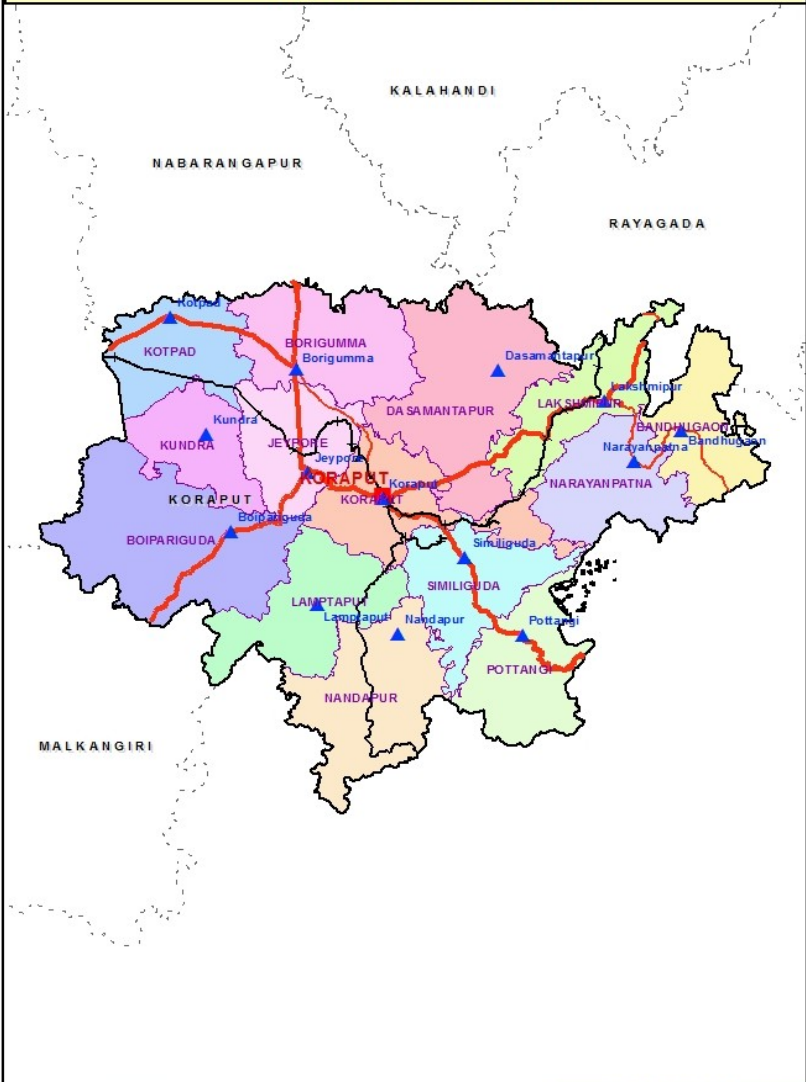 KALAHANDI
NABARANGAPUR
RAYAGADA
Kotpad
KOTPAD
BORIGUMMA
Borigumma
Dasamantapur
Lakshmipur
LAKSHMIPUR
DASAMANTAPUR
Kundra
KUNDRA
JEYPORE
BANDHUGAON
Bandhugaon
Narayanpatna
NARAYANPATNA
Jeypore
KORAPUT
Koraput
KORAPUT
KORAPUT
Boipariguda
BOIPARIGUDA
Similiguda
SIMILIGUDA
LAMPTAPUT
Lamptaput
Nandapur
Pottangi
POTTANGI
NANDAPUR
MALKANGIRI